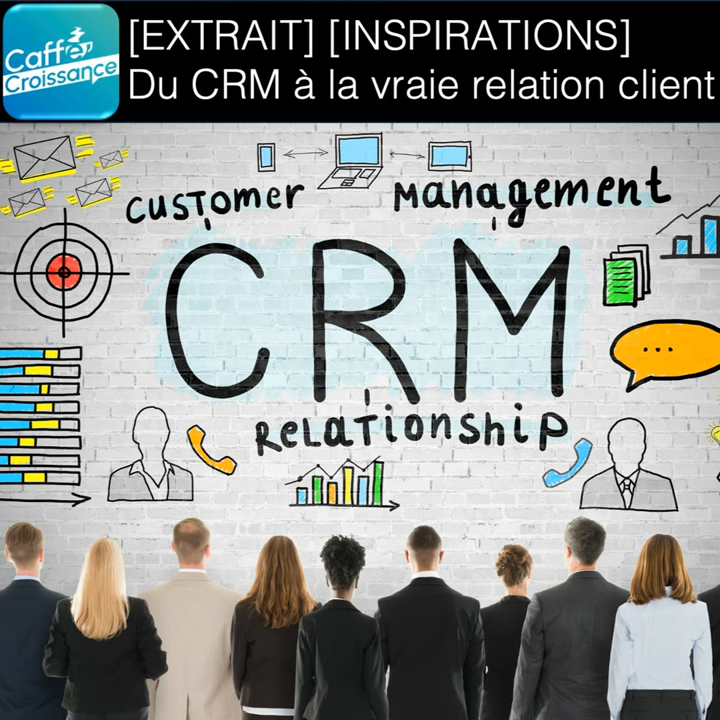 Caffè
Croissance
[EXTRAIT] [INSPIRATIONS]
Du CRM à la vraie relation client
CUSTOMER MANAGEMENT
CRM
RELATIONSHIP